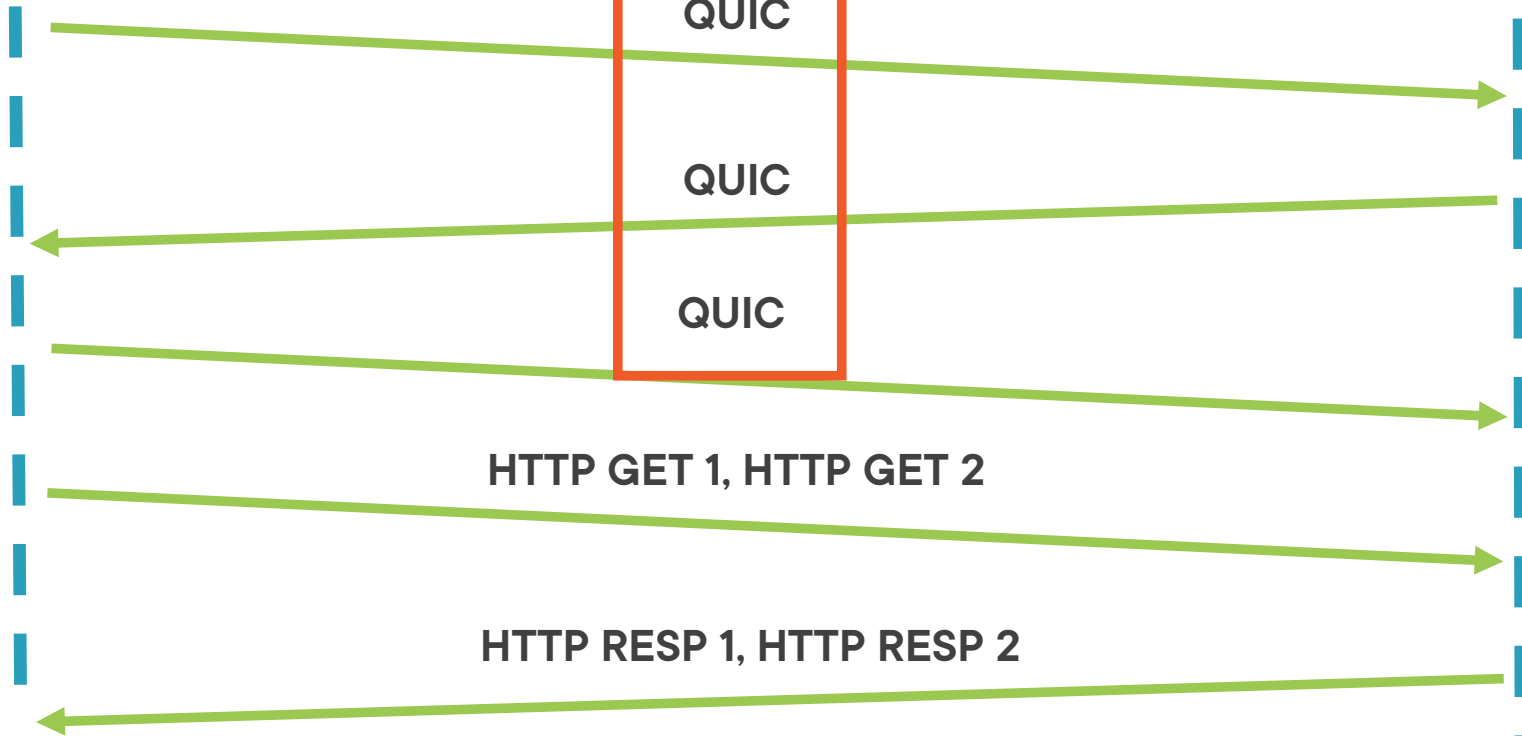 QUIC
QUIC
QUIC
HTTP GET 1, HTTP GET 2
HTTP RESP 1, HTTP RESP 2